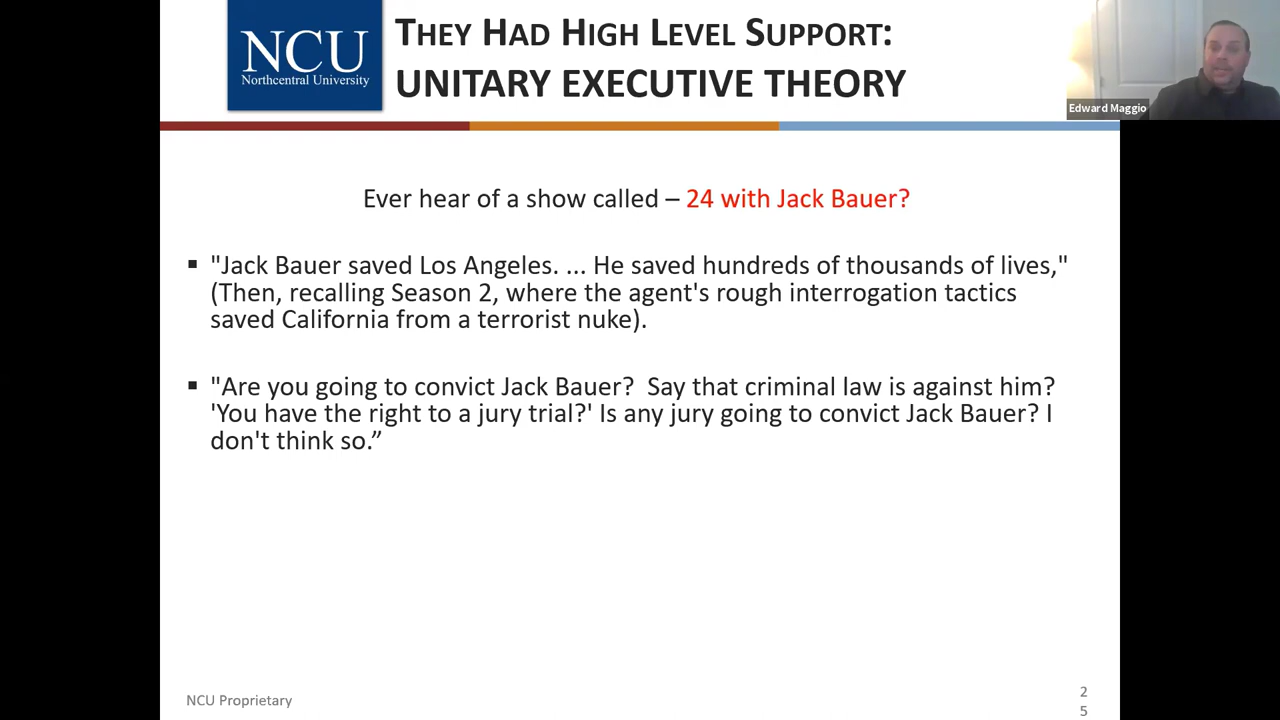 NCU
Northcentral University
THEY HAD HIGH LEVEL SUPPORT:
UNITARY EXECUTIVE THEORY
Edward Maggio
Ever hear of a show called – 24 with Jack Bauer?
▪ "Jack Bauer saved Los Angeles. ... He saved hundreds of thousands of lives,"
(Then, recalling Season 2, where the agent's rough interrogation tactics
saved California from a terrorist nuke).
▪ "Are you going to convict Jack Bauer? Say that criminal law is against him?
'You have the right to a jury trial?' Is any jury going to convict Jack Bauer? I
don't think so.”
NCU Proprietary
2
5